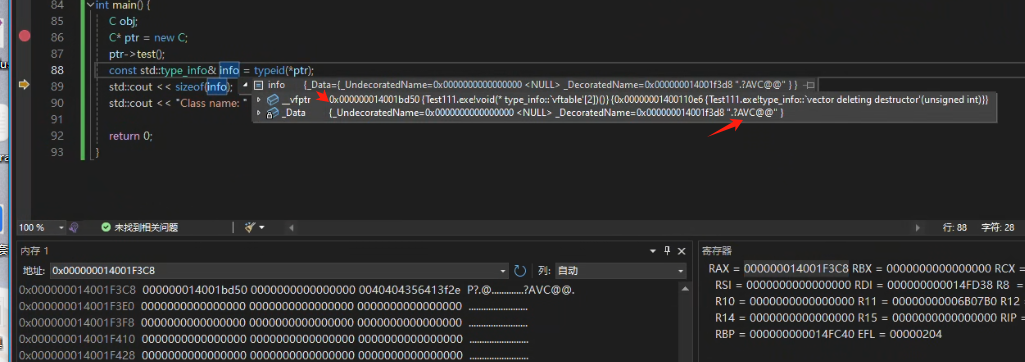 84 int main() {
85 C obj;
86 C* ptr = new C;
87 ptr->test();
88 const std::type_info& info = typeid(*ptr);
89 std::cout << sizeof(info);
info {_Data={_UndecoratedName=0x0000000000000000 <NULL> _DecoratedName=0x000000014001f3d8 ".?AVC@@" } }
90 std::cout << "Class name: "
__vfptr 0x000000014001bd50 {Test111.exe!void(* type_info::`vftable'[2])()} {0x00000001400110e6 {Test111.exe!type_info::`vector deleting destructor'(unsigned int)}}
_Data {_UndecoratedName=0x0000000000000000 <NULL> _DecoratedName=0x000000014001f3d8 ".?AVC@@" }
91
92 return 0;
93 }
100 % 未找到相关问题 行: 88 字符: 28
内存 1
地址: 0x000000014001F3C8 列: 自动
0x000000014001F3C8 000000014001bd50 0000000000000000 0040404356413f2e P?.@............?AVC@@.
0x000000014001F3E0 0000000000000000 0000000000000000 0000000000000000 ........................
0x000000014001F3F8 0000000000000000 0000000000000000 0000000000000000 ........................
0x000000014001F410 0000000000000000 0000000000000000 0000000000000000 ........................
0x000000014001F428 0000000000000000 0000000000000000 0000000000000000 ........................
寄存器
RAX = 000000014001F3C8 RBX = 0000000000000000 RCX =
RSI = 0000000000000000 RDI = 000000000014FD38 R8 =
R10 = 0000000000000000 R11 = 00000000006B07B0 R12
R14 = 0000000000000000 R15 = 0000000000000000 RIP
RBP = 000000000014FC40 EFL = 00000204